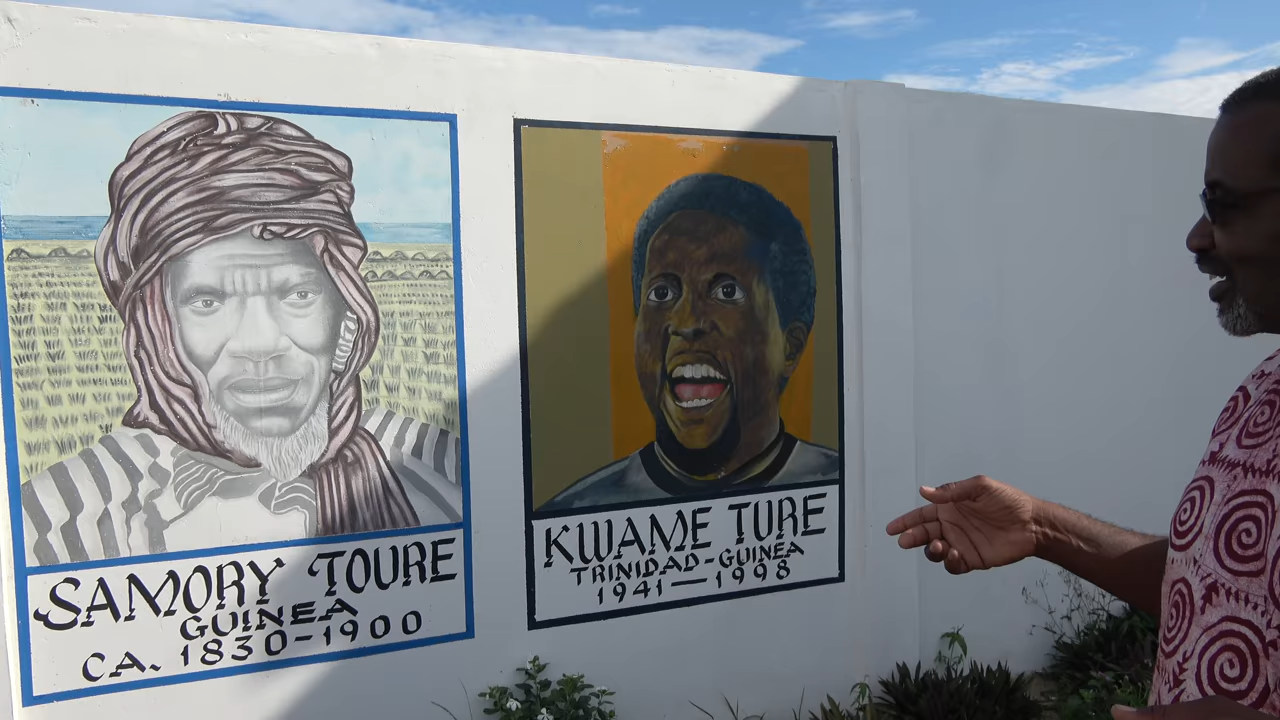 SAMORY TOURE
GUINEA
CA. 1830-1900
KWAME TURE
TRINIDAD-GUINEA
1941-1998